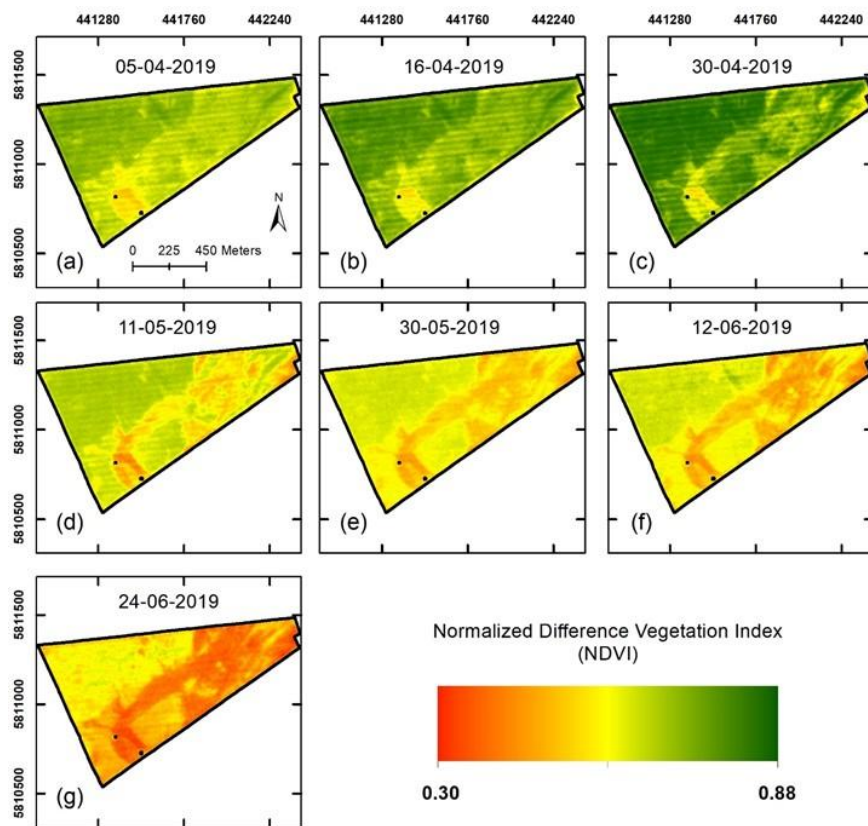 441280 441760 442240 441280 441760 442240 441280 441760 442240
05-04-2019 16-04-2019 30-04-2019
5811500
5811000
5810500
N
0 225 450 Meters
(a) (b) (c)
11-05-2019 30-05-2019 12-06-2019
5811500
5811000
5810500
(d) (e) (f)
24-06-2019
5811500
5811000
5810500
(g)
Normalized Difference Vegetation Index
(NDVI)
0.30 0.88